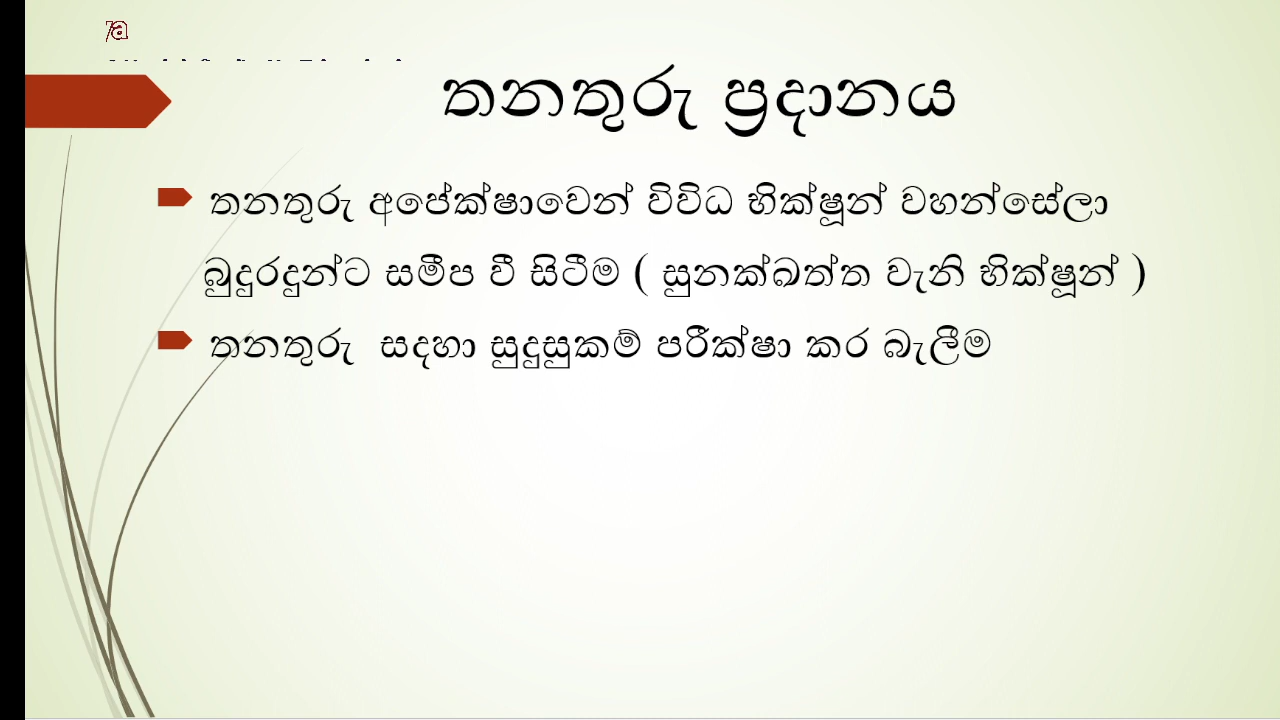 තනතුරු ප්‍රදානය
තනතුරු අපේක්ෂාවෙන් විවිධ භික්ෂූන් වහන්සේලා
බුදුරදුන්ට සමීප වී සිටීම ( සුනක්ඛත්ත වැනි භික්ෂූන් )
තනතුරු සදහා සුදුසුකම් පරීක්ෂා කර බැලීම